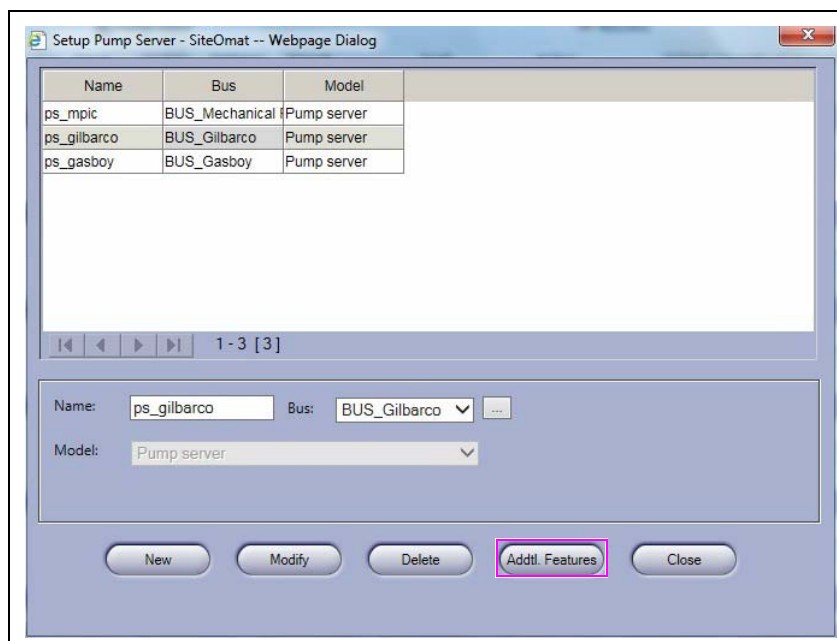 Setup Pump Server - SiteOmat -- Webpage Dialog
x
Name Bus Model
ps_mpic BUS_Mechanical Pump server
ps_gilbarco BUS_Gilbarco Pump server
ps_gasboy BUS_Gasboy Pump server
1 - 3 [3]
Name: ps_gilbarco Bus: BUS_Gilbarco ...
Model: Pump server
New Modify Delete Addtl. Features Close